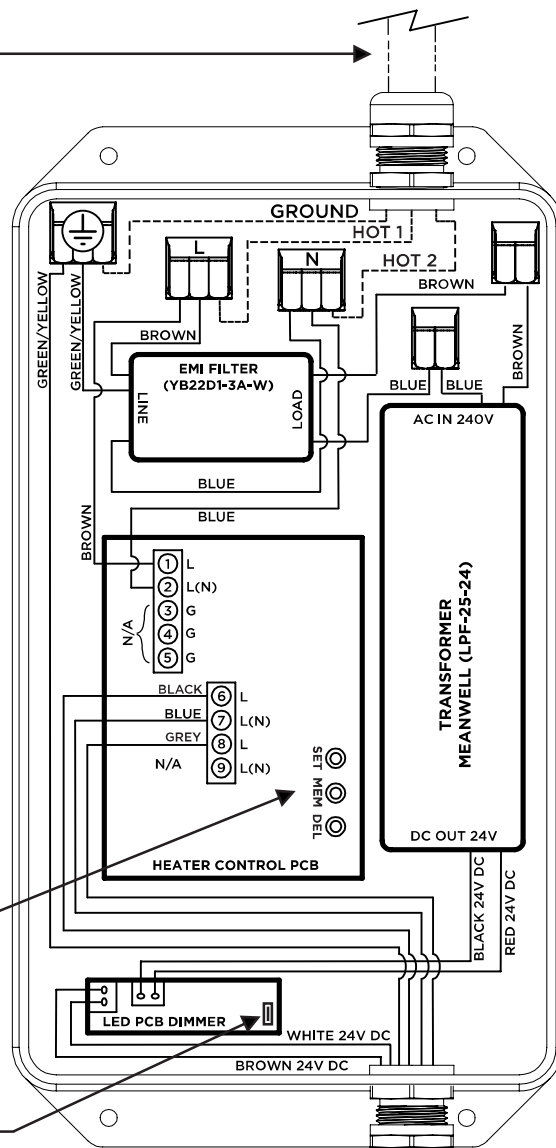 GROUND
HOT 1
L
N
HOT 2
BROWN
GREEN/YELLOW
GREEN/YELLOW
BROWN
BROWN
EMI FILTER
(YB22D1-3A-W)
LINE
LOAD
BLUE
BLUE
AC IN 240V
BLUE
BLUE
BROWN
1 L
2 L(N)
3 G
4 G
5 G
N/A
TRANSFORMER
MEANWELL (LPF-25-24)
BLACK 6 L
BLUE 7 L(N)
GREY 8 L
N/A 9 L(N)
SET
MEM
DEL
DC OUT 24V
HEATER CONTROL PCB
BLACK 24V DC
RED 24V DC
LED PCB DIMMER
WHITE 24V DC
BROWN 24V DC